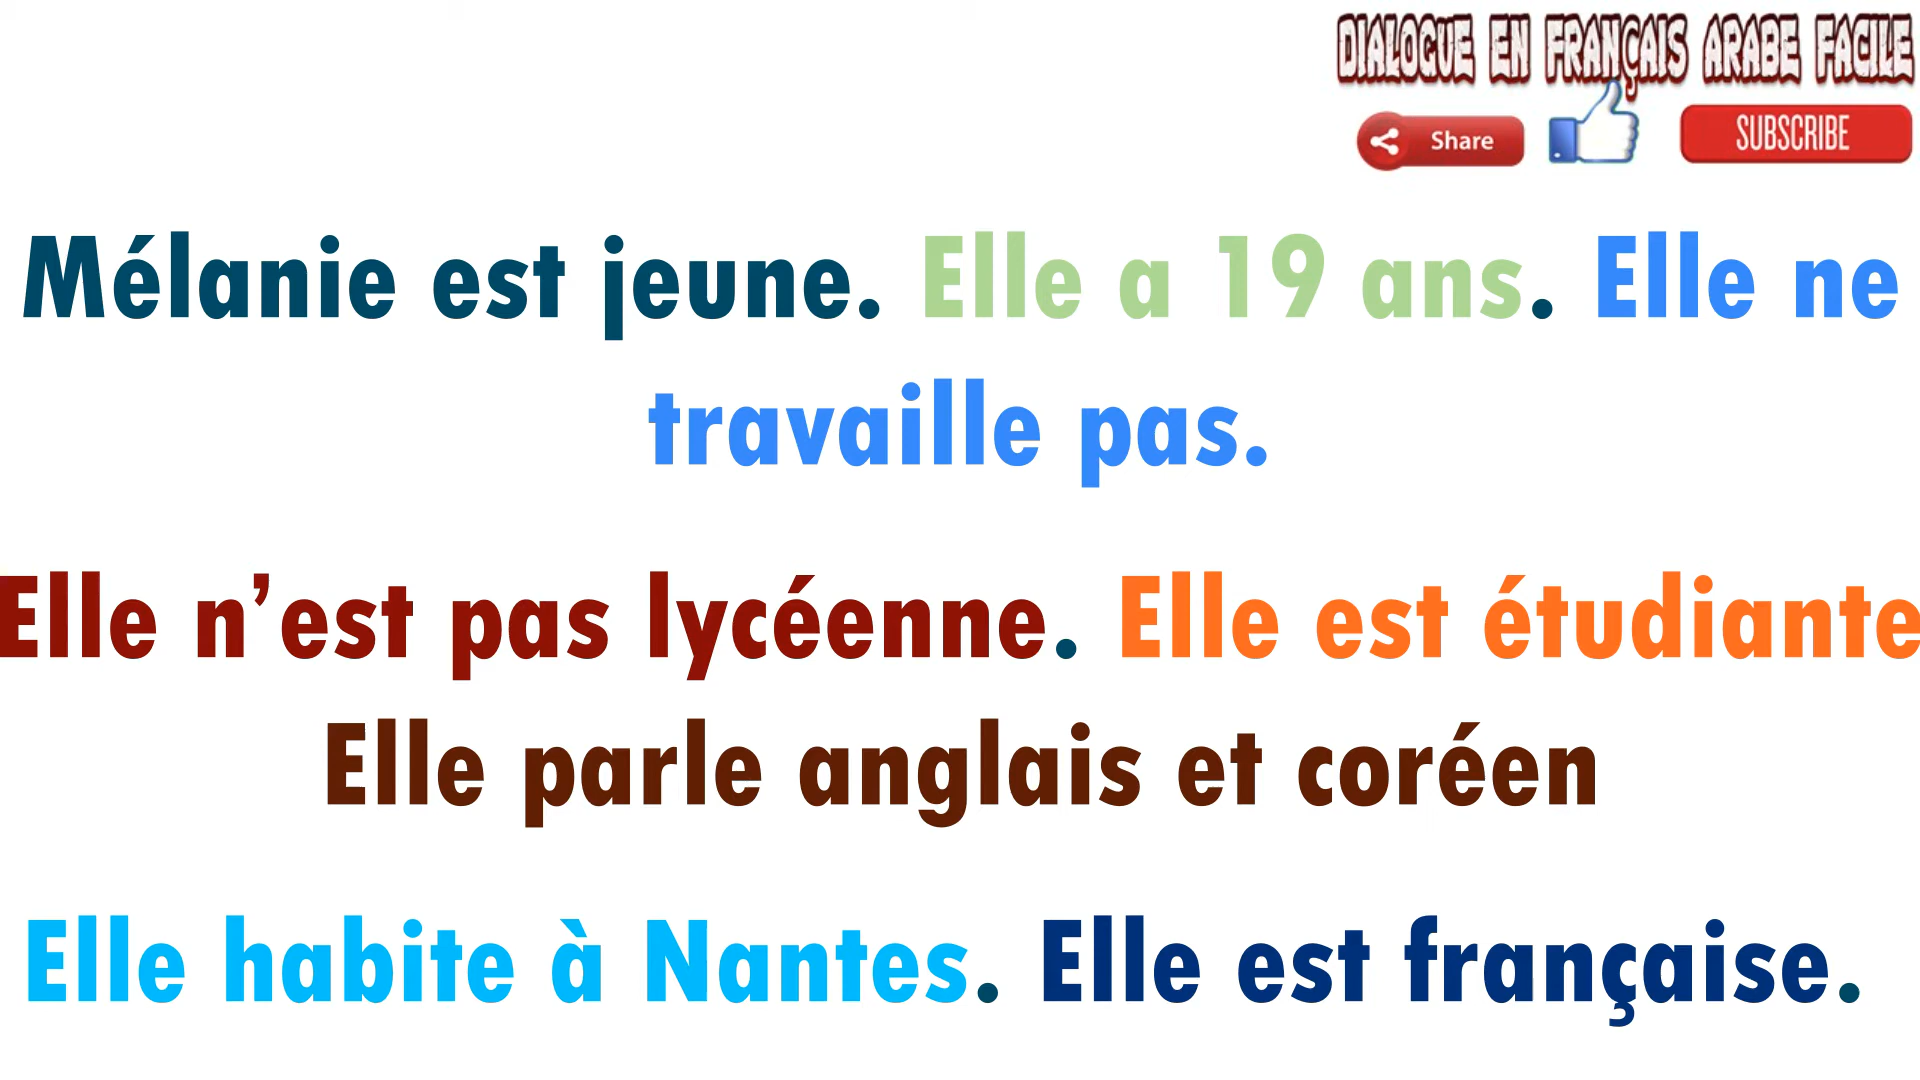 DIALOGUE EN FRANÇAIS ARABE FACILE
Share
SUBSCRIBE
Mélanie est jeune. Elle a 19 ans. Elle ne
travaille pas.
Elle n’est pas lycéenne. Elle est étudiante
Elle parle anglais et coréen
Elle habite à Nantes. Elle est française.